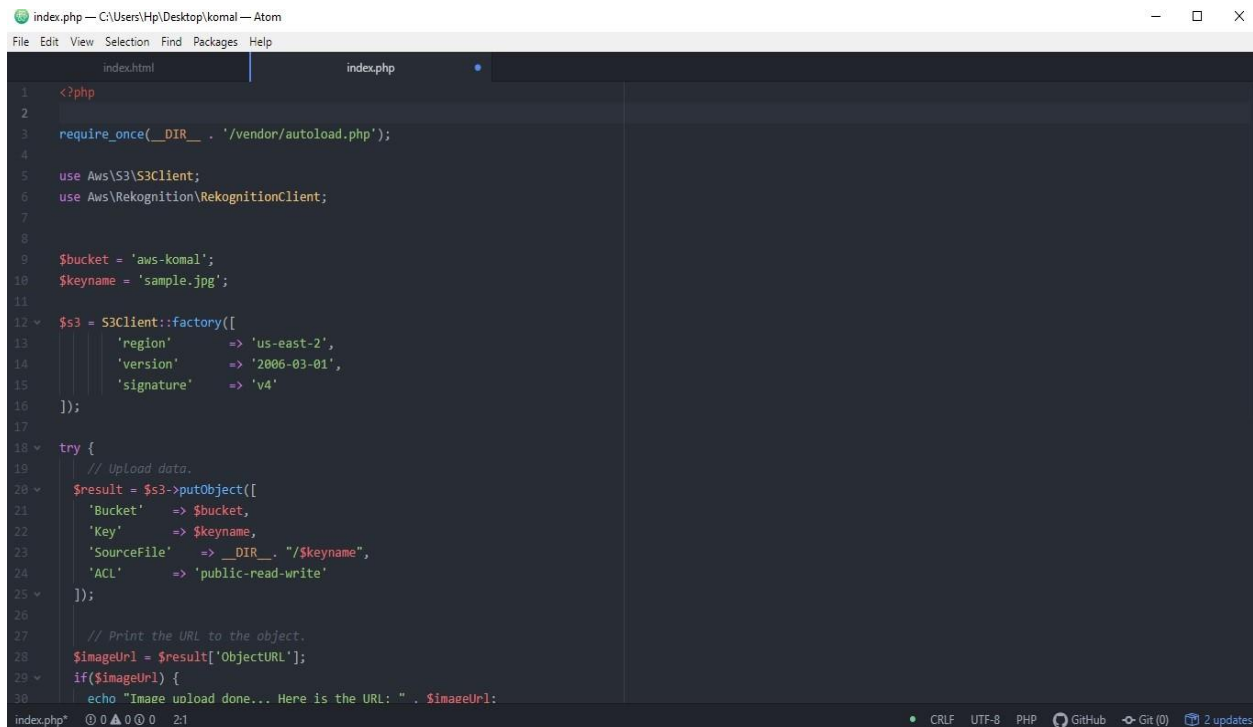 index.php — C:\Users\Hp\Desktop\komal — Atom
File Edit View Selection Find Packages Help
index.html index.php
1 <?php
2
3 require_once(__DIR__ . '/vendor/autoload.php');
4
5 use Aws\S3\S3Client;
6 use Aws\Rekognition\RekognitionClient;
7
8
9 $bucket = 'aws-komal';
10 $keyname = 'sample.jpg';
11
12 $s3 = S3Client::factory([
13 'region' => 'us-east-2',
14 'version' => '2006-03-01',
15 'signature' => 'v4'
16 ]);
17
18 try {
19 // Upload data.
20 $result = $s3->putObject([
21 'Bucket' => $bucket,
22 'Key' => $keyname,
23 'SourceFile' => __DIR__. "/$keyname",
24 'ACL' => 'public-read-write'
25 ]);
26
27 // Print the URL to the object.
28 $imageUrl = $result['ObjectURL'];
29 if($imageUrl) {
30 echo "Image upload done... Here is the URL: " . $imageUrl;
index.php* 0 0 0 2:1 CRLF UTF-8 PHP GitHub Git (0) 2 updates